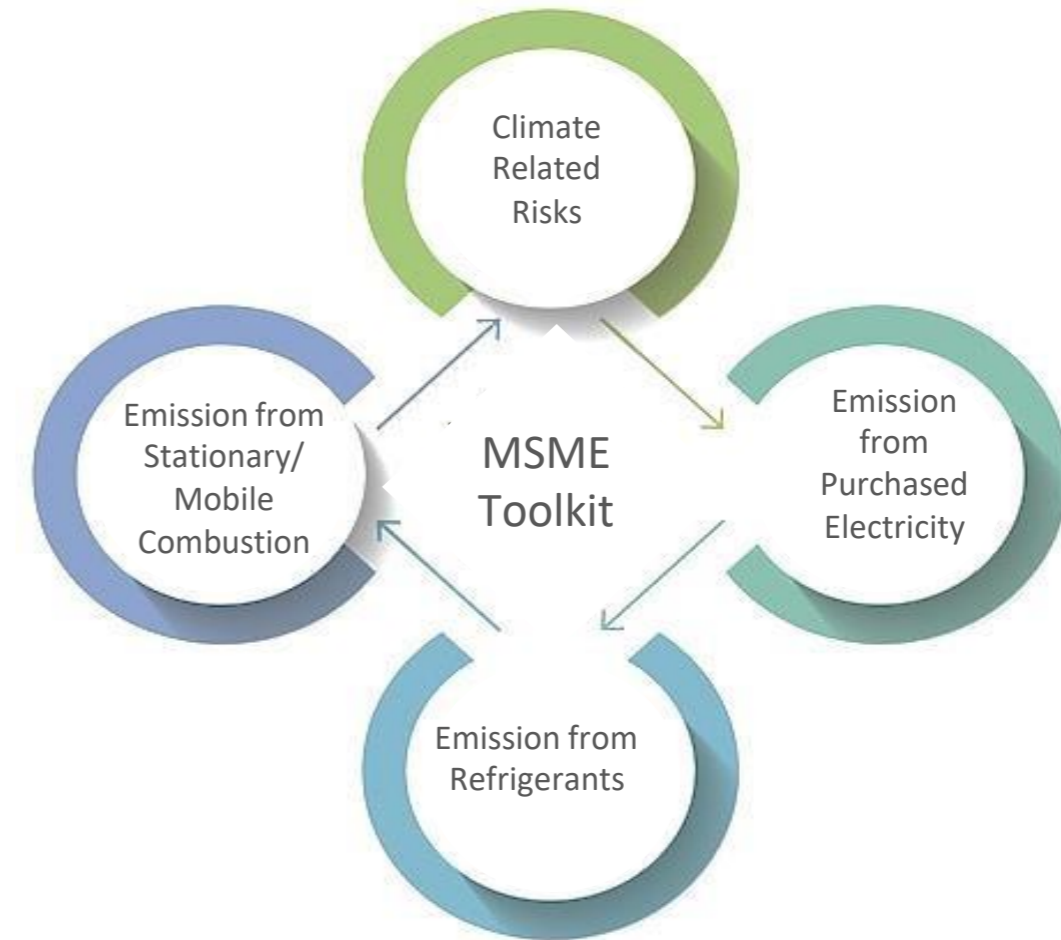 Climate
Related
Risks
Emission from
Stationary/
Mobile
Combustion
MSME
Toolkit
Emission
from
Purchased
Electricity
Emission from
Refrigerants